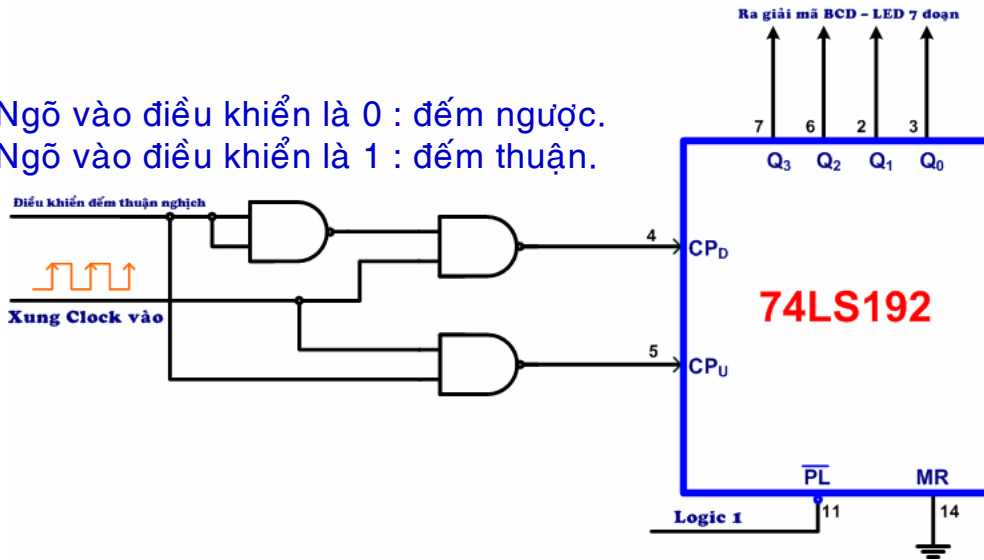 Ra giải mã BCD – LED 7 đoạn
Ngõ vào điều khiển là 0 : đếm ngược.
Ngõ vào điều khiển là 1 : đếm thuận.
7 6 2 3
Q3 Q2 Q1 Q0
Điều khiển đếm thuận nghịch
4
CPD
Xung Clock vào
74LS192
5
CPU
PL MR
Logic 1
11 14